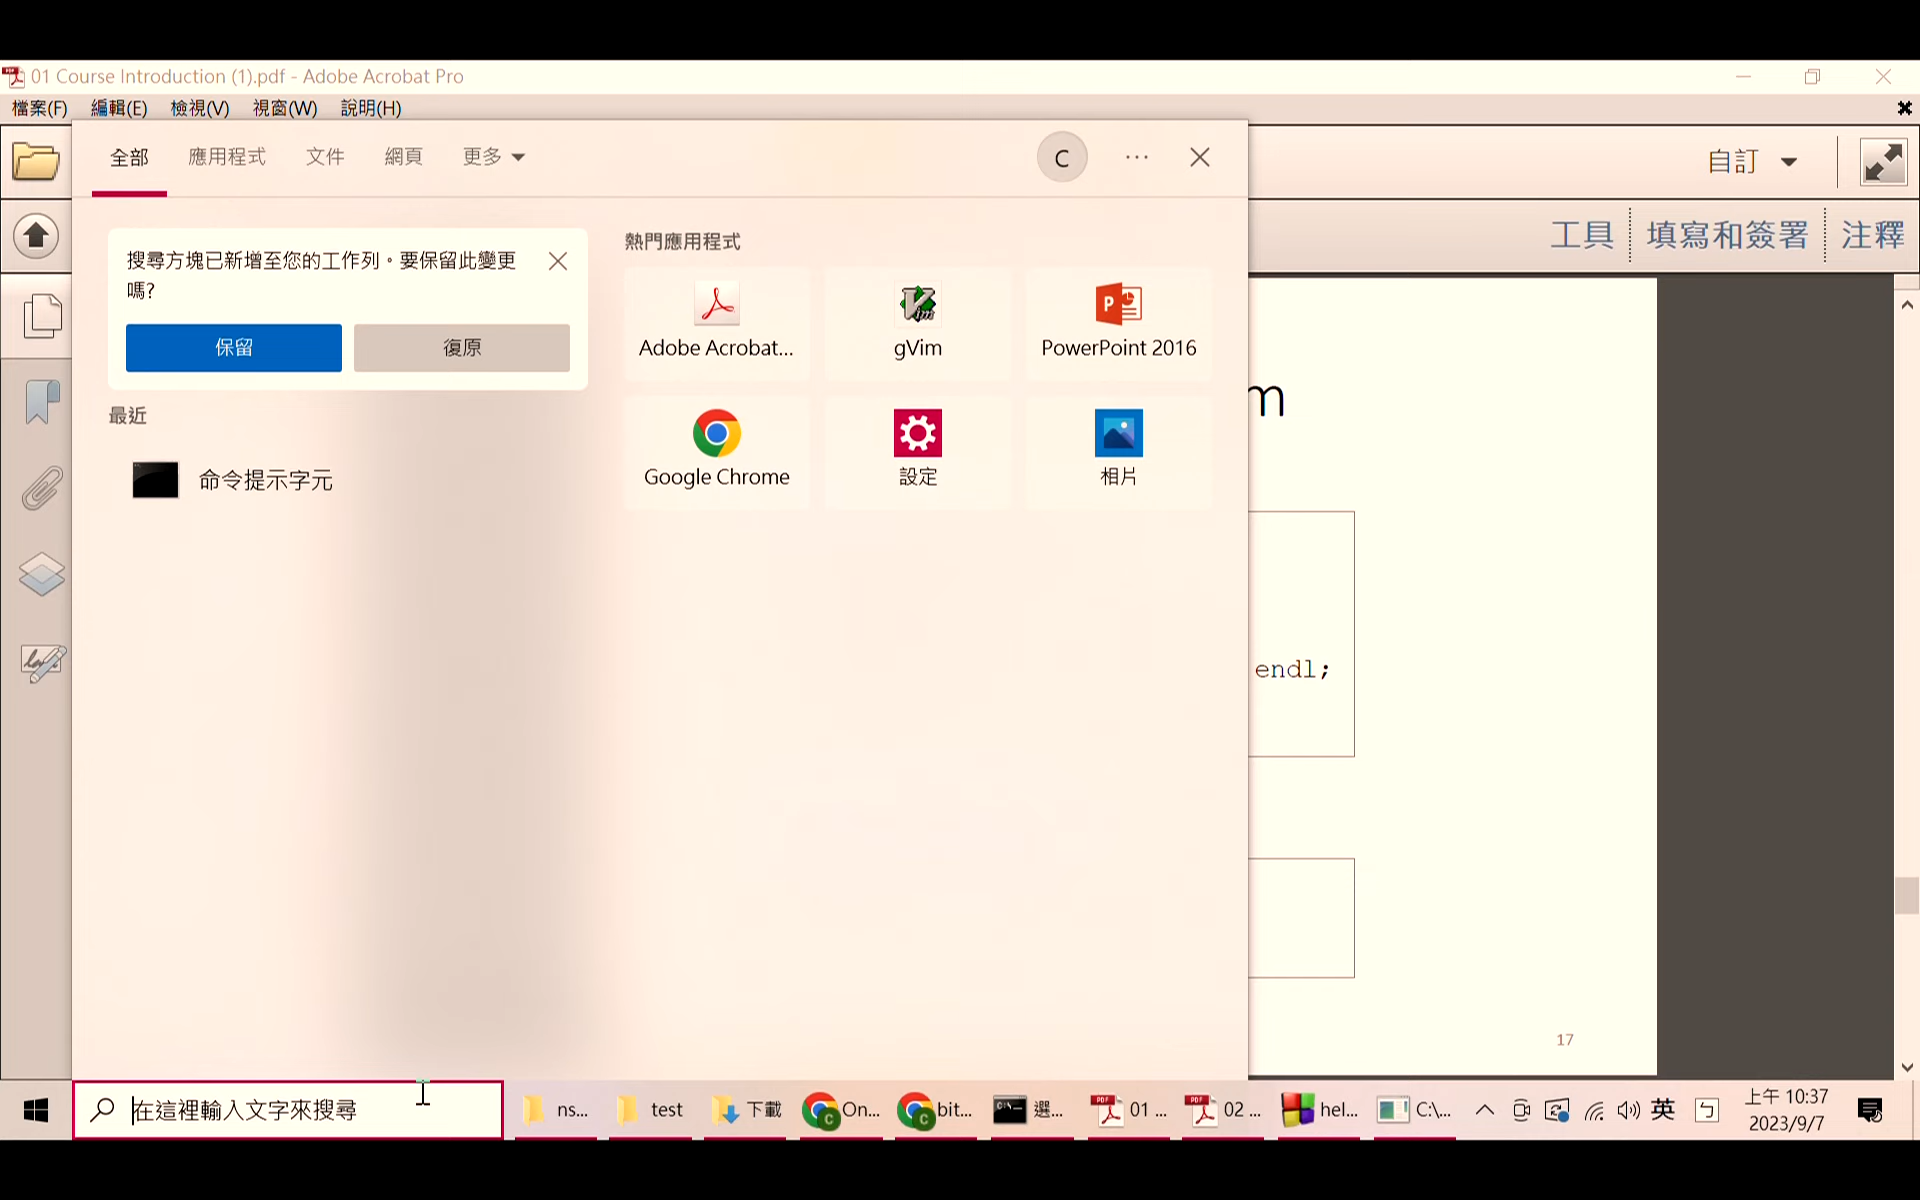 01 Course Introduction (1).pdf - Adobe Acrobat Pro
檔案(F) 編輯(E) 檢視(V) 視窗(W) 說明(H)
全部 應用程式 文件 網頁 更多
C
自訂
工具 填寫和簽署 注釋
搜尋方塊已新增至您的工作列。要保留此變更
嗎?
保留 復原
最近
命令提示字元
熱門應用程式
Adobe Acrobat...
gVim
PowerPoint 2016
Google Chrome
設定
相片
m
endl;
17
在這裡輸入文字來搜尋
ns...
test
下載
On...
bit...
選...
01 ...
02 ...
hel...
C:\...
英
上午 10:37
2023/9/7